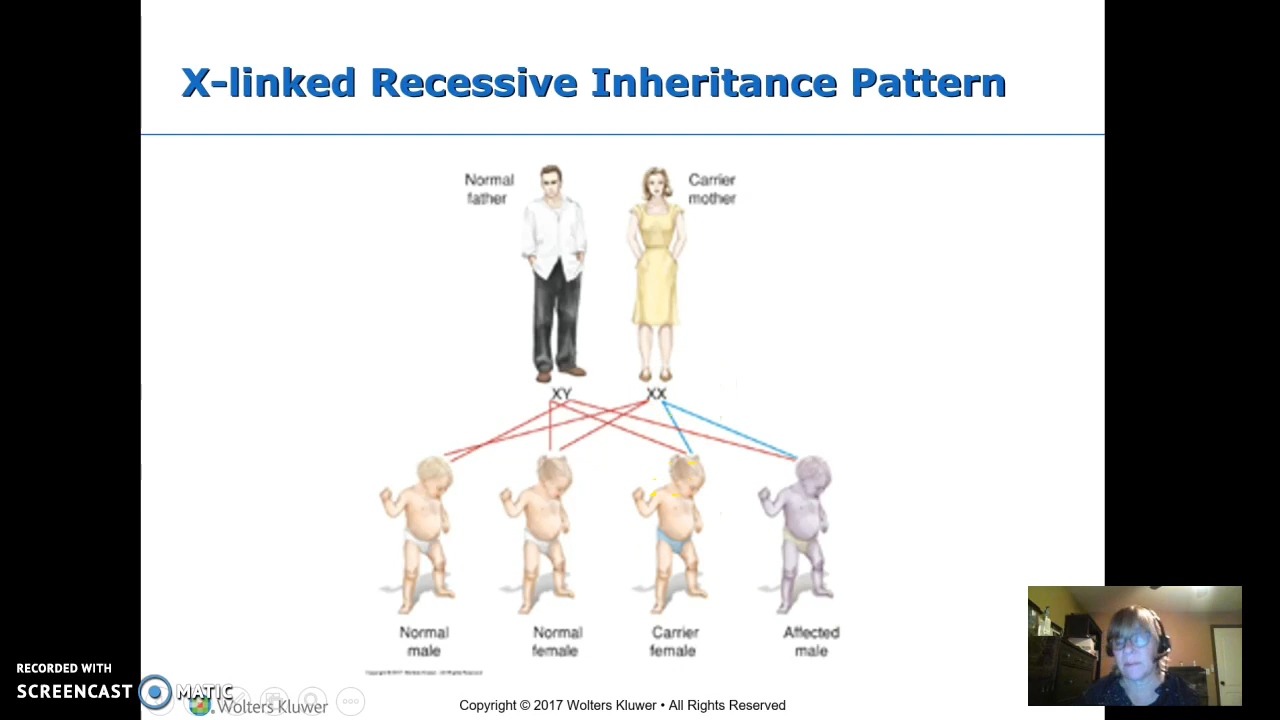 X-linked Recessive Inheritance Pattern
Normal
father
Carrier
mother
XY
XX
Normal
male
Normal
female
Carrier
female
Affected
male
RECORDED WITH
SCREENCAST MATIC
Wolters Kluwer
Copyright © 2017 Wolters Kluwer • All Rights Reserved